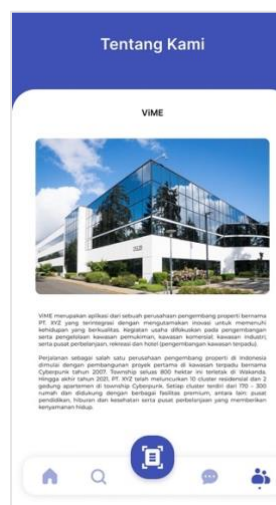 Tentang Kami
ViME
ViME merupakan aplikasi dari sebuah perusahaan pengembang properti bernama
PT. XYZ yang terintegrasi dengan mengutamakan inovasi untuk memenuhi
kehidupan yang berkualitas. Kegiatan usaha difokuskan pada pengembangan
serta pengelolaan kawasan pemukiman, kawasan komersial, kawasan industri,
serta pusat perbelanjaan, rekreasi dan hotel (pengembangan kawasan terpadu).
Perjalanan sebagai salah satu perusahaan pengembang properti di Indonesia
dimulai dengan pembangunan proyek pertama di kawasan terpadu bernama
Cyberpunk tahun 2007. Township seluas 800 hektar ini terletak di Wakanda.
Hingga akhir tahun 2021, PT. XYZ telah meluncurkan 10 cluster residensial dan 2
gedung apartemen di township Cyberpunk. Setiap cluster terdiri dari 170 - 300
rumah dan didukung dengan berbagai fasilitas premium, antara lain: pusat
pendidikan, hiburan dan kesehatan serta pusat perbelanjaan yang memberikan
kenyamanan hidup.